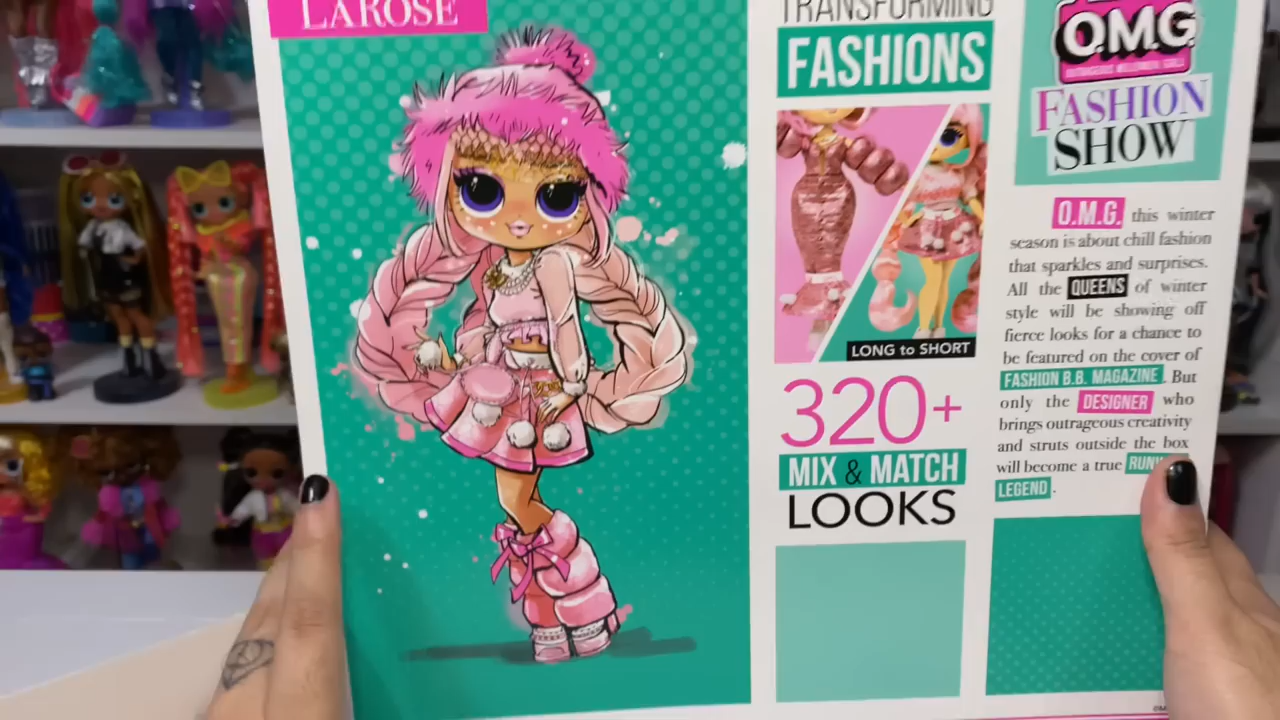 LAROSE
TRANSFORMING
FASHIONS
LONG to SHORT
320+
MIX & MATCH
LOOKS
O.M.G.
FASHION
SHOW
O.M.G. this winter
season is about chill fashion
that sparkles and surprises.
All the QUEENS of winter
style will be showing off
fierce looks for a chance to
be featured on the cover of
FASHION B.B. MAGAZINE. But
only the DESIGNER who
brings outrageous creativity
and struts outside the box
will become a true
LEGEND.